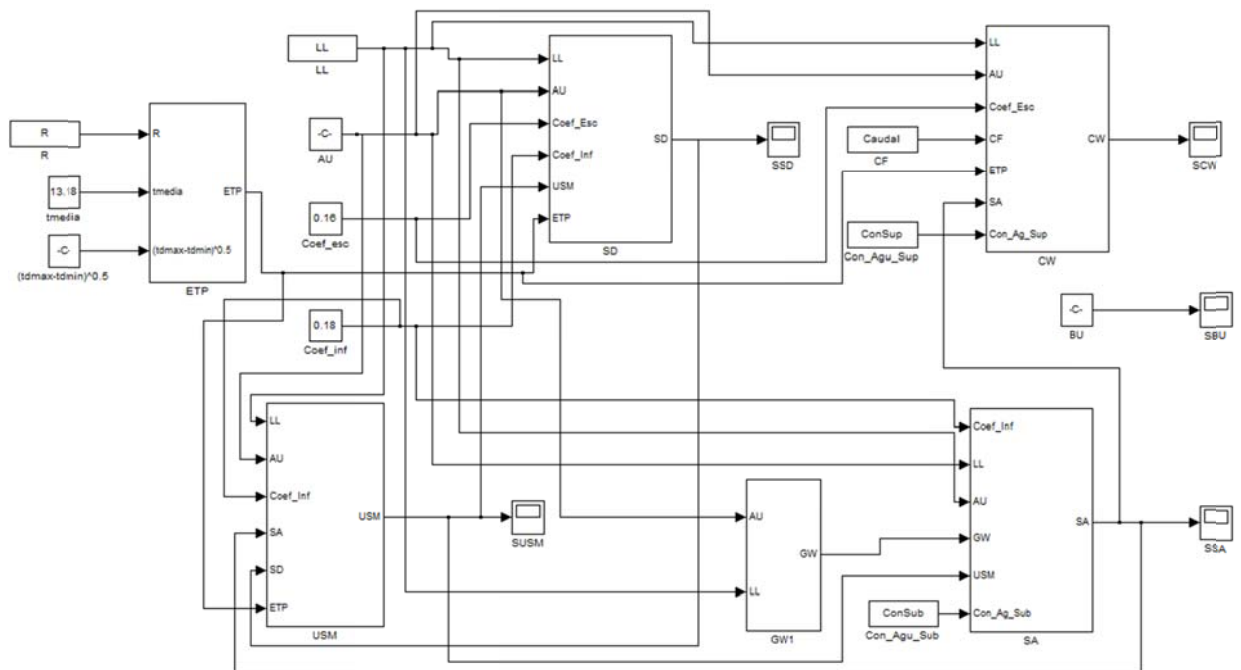 R
R
13.18
tmedia
-C-
(tdmax-tdmin)^0.5
R
tmedia
(tdmax-tdmin)^0.5
ETP
ETP
LL
LL
-C-
AU
0.16
Coef_esc
0.18
Coef_inf
LL
AU
Coef_Esc
Coef_Inf
USM
ETP
SD
SD
SSD
Caudal
CF
ConSup
Con_Agu_Sup
LL
AU
Coef_Esc
CF
ETP
SA
Con_Ag_Sup
CW
CW
SCW
-C-
BU
SBU
LL
AU
Coef_Inf
SA
SD
ETP
USM
USM
SUSM
AU
LL
GW
GW1
ConSub
Con_Agu_Sub
Coef_Inf
LL
AU
GW
USM
Con_Ag_Sub
SA
SA
SSA